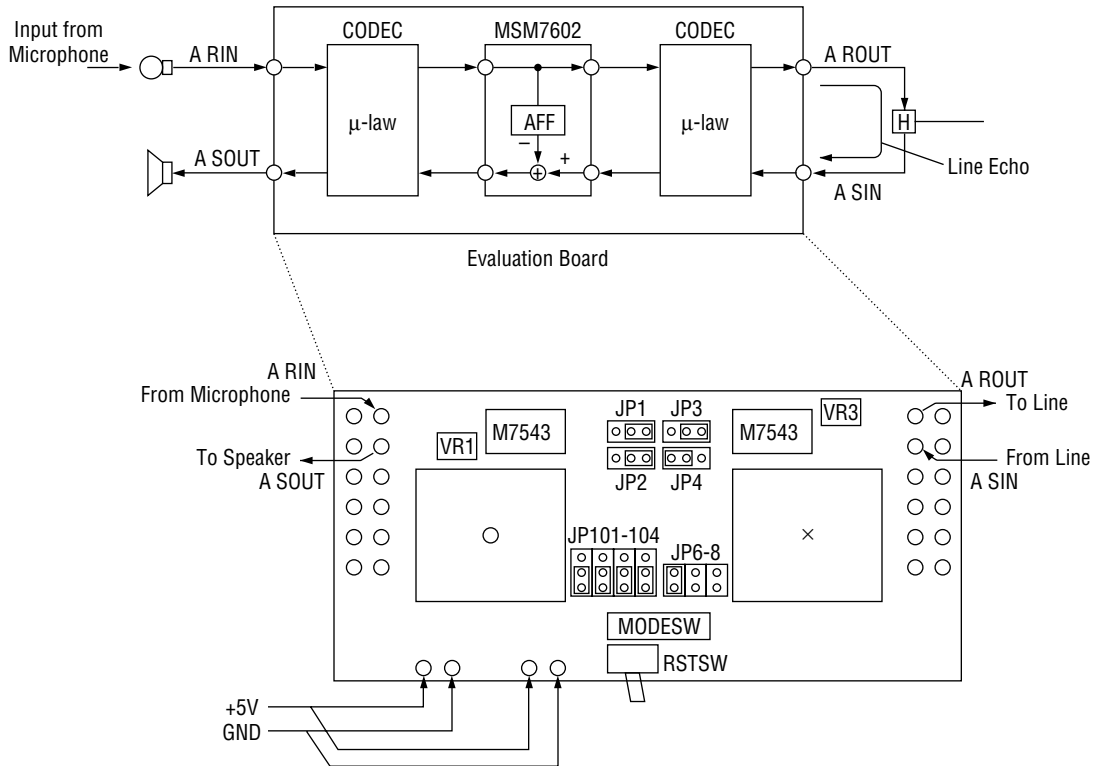 Input from
Microphone
A RIN
CODEC
MSM7602
CODEC
A ROUT
μ-law
AFF
μ-law
H
–
+
+
A SOUT
Line Echo
A SIN
Evaluation Board
A RIN
From Microphone
To Speaker
A SOUT
VR1
M7543
JP1
JP3
JP2
JP4
M7543
VR3
A ROUT
To Line
From Line
A SIN
JP101-104
JP6-8
MODESW
RSTSW
+5V
GND